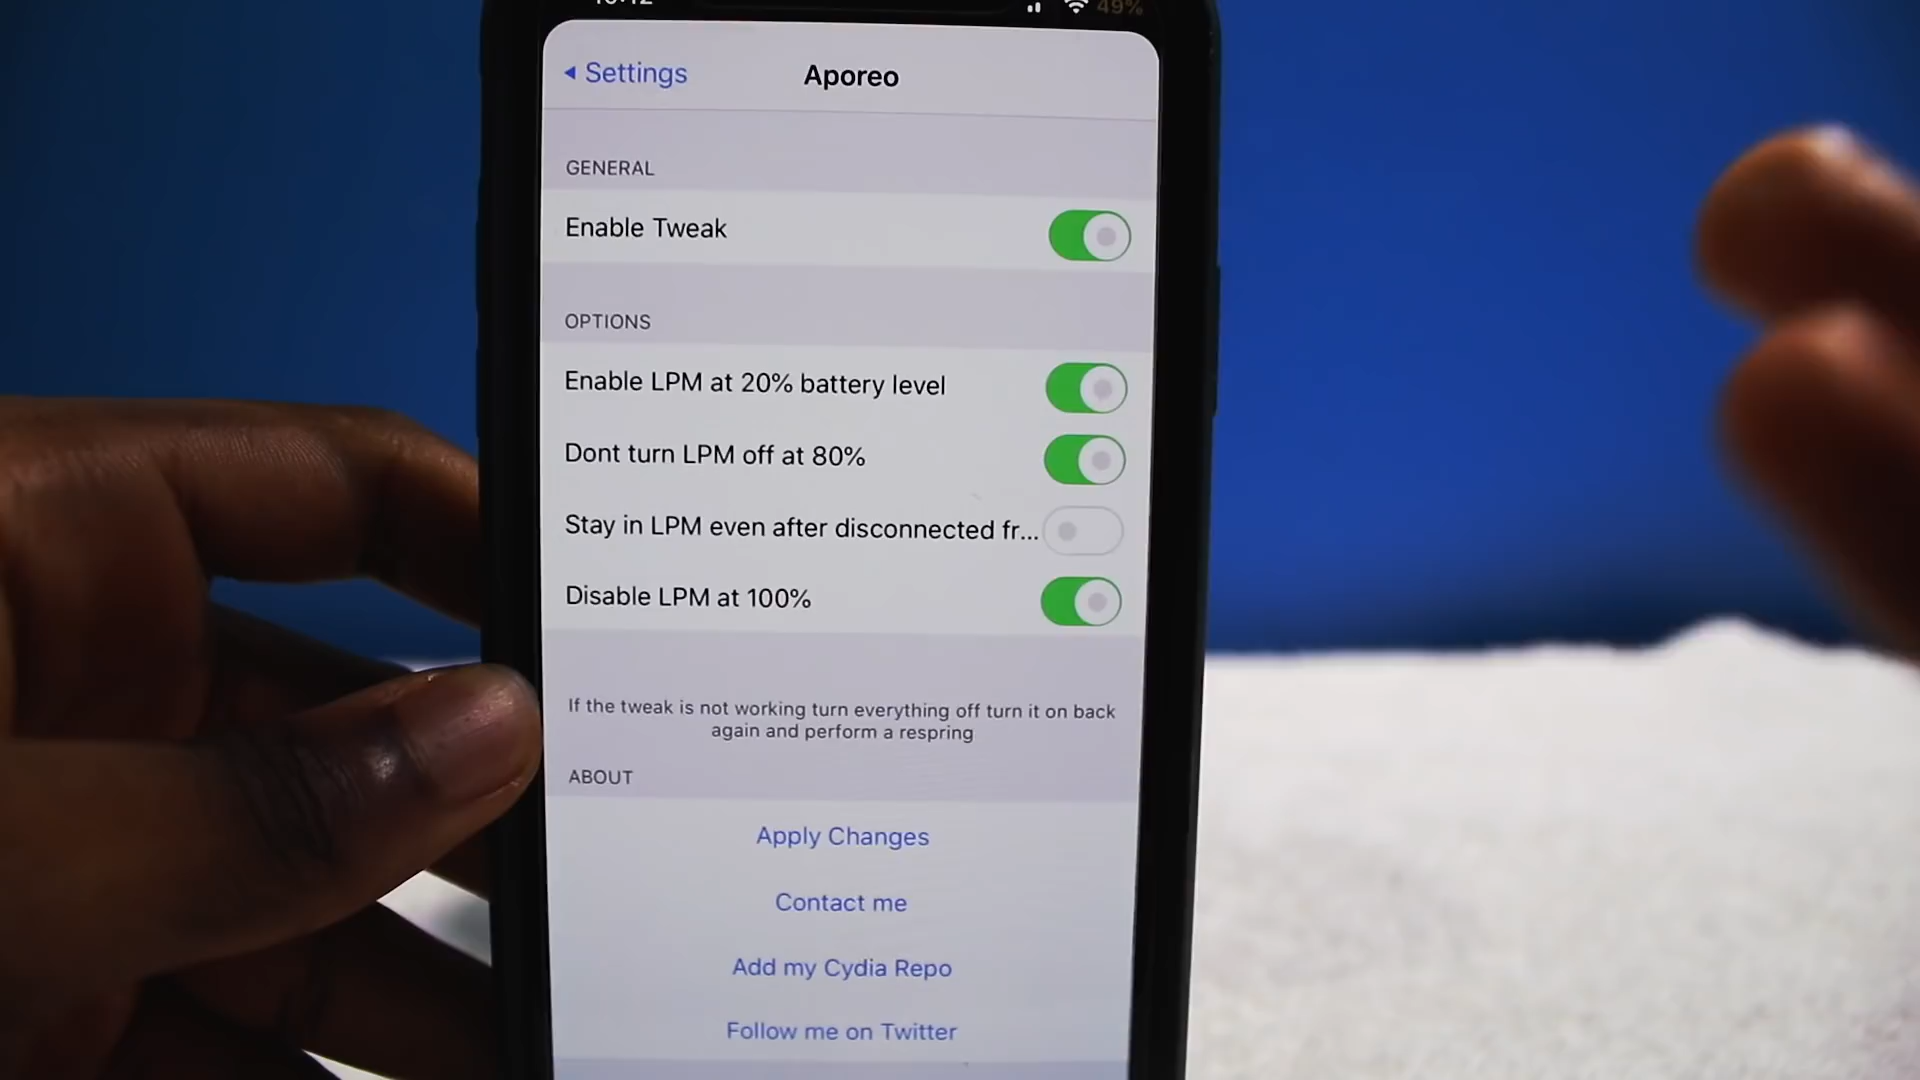 49%
Settings
Aporeo
GENERAL
Enable Tweak
OPTIONS
Enable LPM at 20% battery level
Dont turn LPM off at 80%
Stay in LPM even after disconnected fr...
Disable LPM at 100%
If the tweak is not working turn everything off turn it on back
again and perform a respring
ABOUT
Apply Changes
Contact me
Add my Cydia Repo
Follow me on Twitter